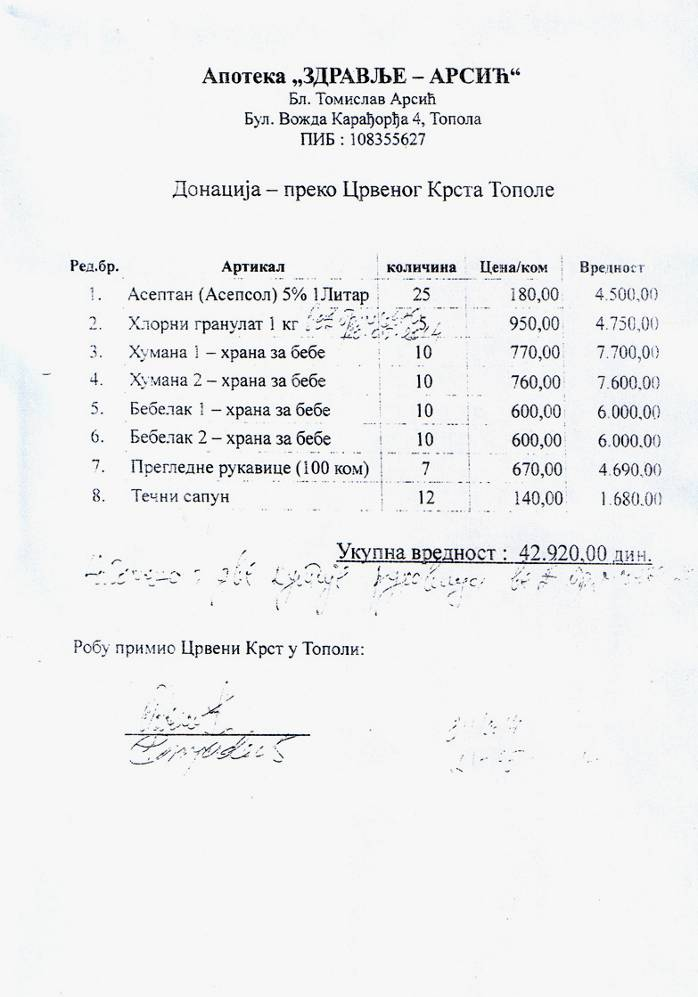 Апотека „ЗДРАВЉЕ – АРСИЋ“
Бл. Томислав Арсић
Бул. Вожда Карађорђа 4, Топола
ПИБ : 108355627
Донација – преко Црвеног Крста Тополе
Ред.бр. Артикал количина Цена/ком Вредност
1. Асептан (Асепсол) 5% 1Литар 25 180,00 4.500,00
2. Хлорни гранулат 1 кг 5 950,00 4.750,00
3. Хумана 1 – храна за бебе 10 770,00 7.700,00
4. Хумана 2 – храна за бебе 10 760,00 7.600,00
5. Бебелак 1 – храна за бебе 10 600,00 6.000,00
6. Бебелак 2 – храна за бебе 10 600,00 6.000,00
7. Прегледне рукавице (100 ком) 7 670,00 4.690,00
8. Течни сапун 12 140,00 1.680,00
Укупна вредност : 42.920,00 дин.
две кутије рукавица
Робу примио Црвени Крст у Тополи: